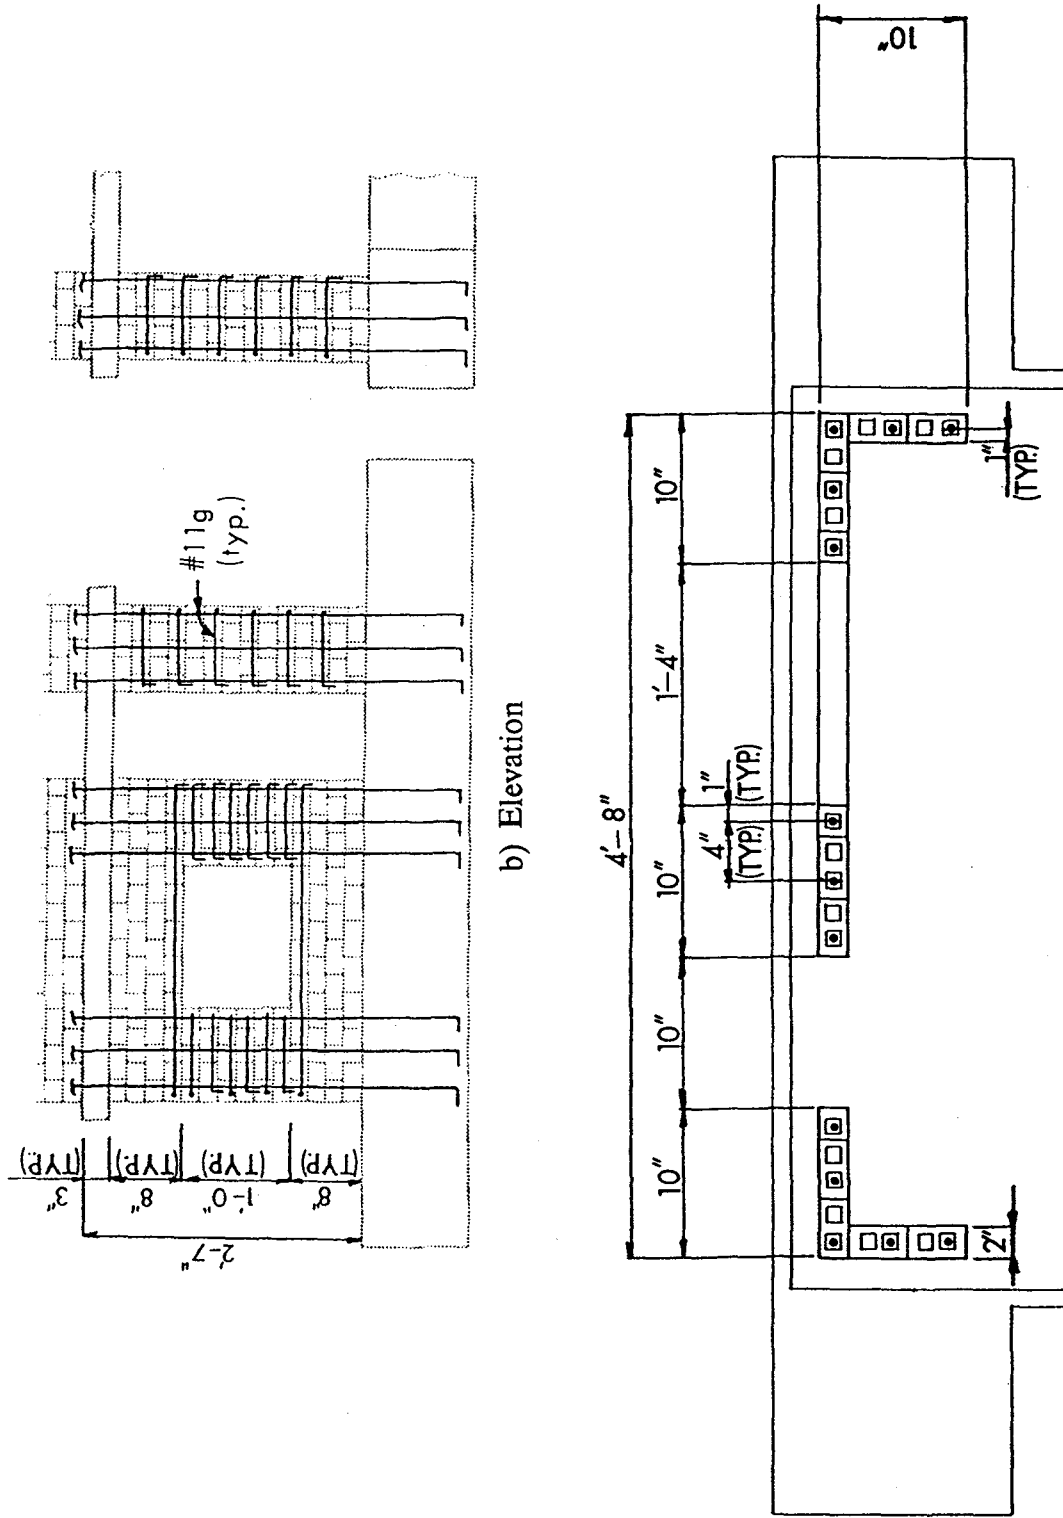 #11g
(typ.)
3"
(TYP.)
8"
(TYP.)
1'-0"
(TYP.)
8"
(TYP.)
2'-7"
b) Elevation
10"
4'-8"
10"
10"
10"
1'-4"
10"
4"
(TYP.)
1"
(TYP.)
2"
1"
(TYP.)